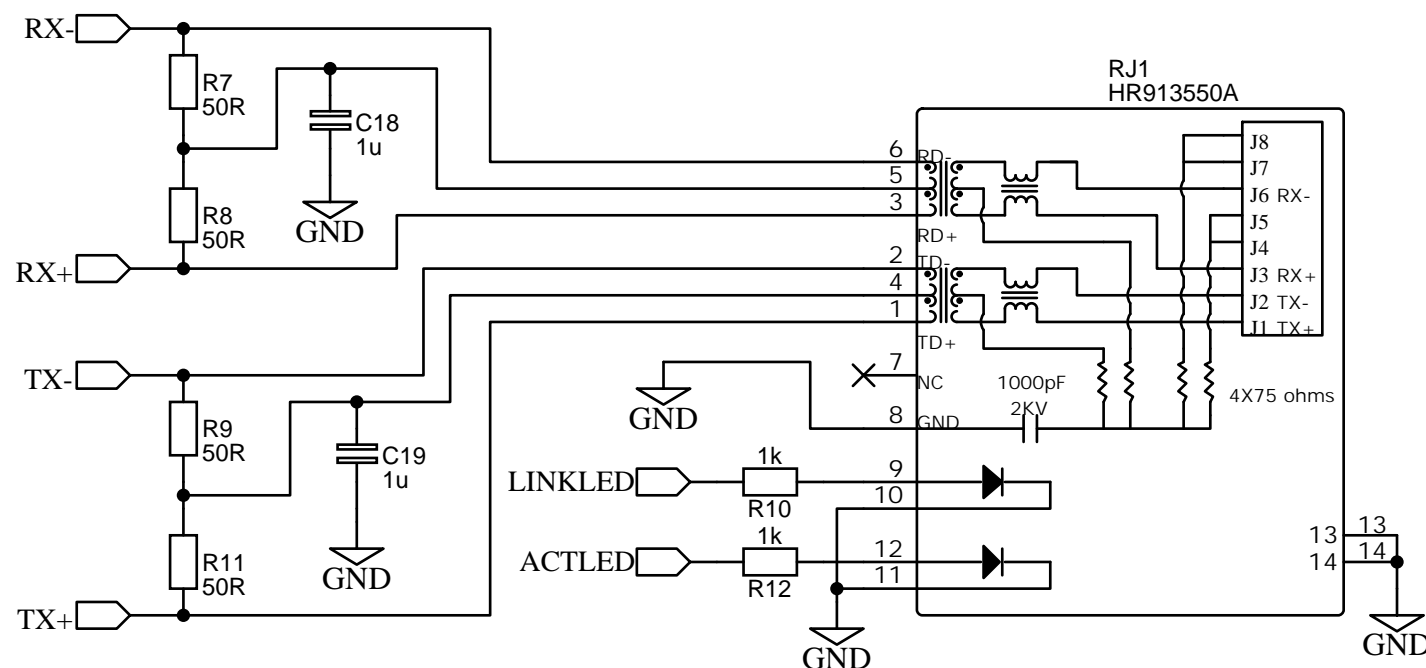 RX-
R7
50R
C18
1u
R8
50R
GND
RX+
TX-
R9
50R
C19
1u
R11
50R
GND
TX+
GND
LINKLED
1k
R10
ACTLED
1k
R12
GND
RJ1
HR913550A
6
RD-
5
3
RD+
2
TD-
4
1
TD+
7
NC
8
GND
9
10
12
11
1000pF
2KV
4X75 ohms
J8
J7
J6 RX-
J5
J4
J3 RX+
J2 TX-
J1 TX+
13 13
14 14
GND